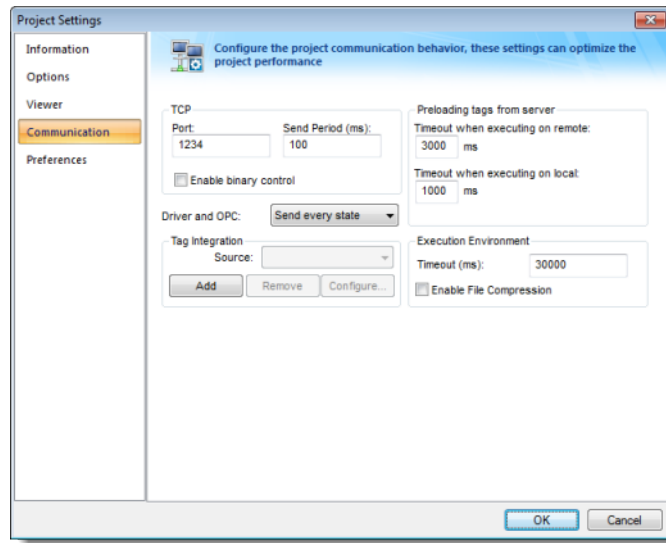 Project Settings
Information
Options
Viewer
Communication
Preferences
Configure the project communication behavior, these settings can optimize the
project performance
TCP
Port:
Send Period (ms):
1234
100
Enable binary control
Driver and OPC:
Send every state
Tag Integration
Source:
Add
Remove
Configure...
Preloading tags from server
Timeout when executing on remote:
3000 ms
Timeout when executing on local:
1000 ms
Execution Environment
Timeout (ms):
30000
Enable File Compression
OK
Cancel